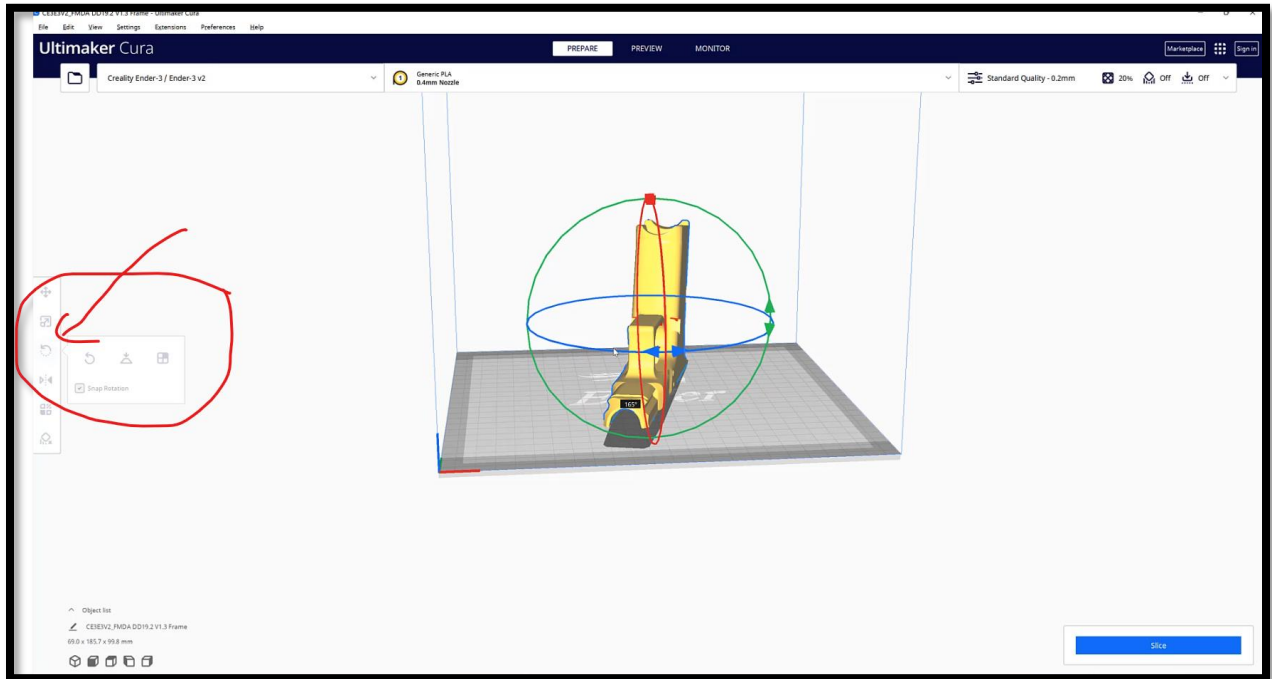 CE3E3V2_FMDA DD19.2 V1.3 Frame - Ultimaker Cura
File Edit View Settings Extensions Preferences Help
Ultimaker Cura PREPARE PREVIEW MONITOR Marketplace Sign in
Creality Ender-3 / Ender-3 v2
1
Generic PLA
0.4mm Nozzle
Standard Quality - 0.2mm 20% Off Off
Snap Rotation
165°
Object list
CE3E3V2_FMDA DD19.2 V1.3 Frame
69.0 x 185.7 x 99.8 mm
Slice